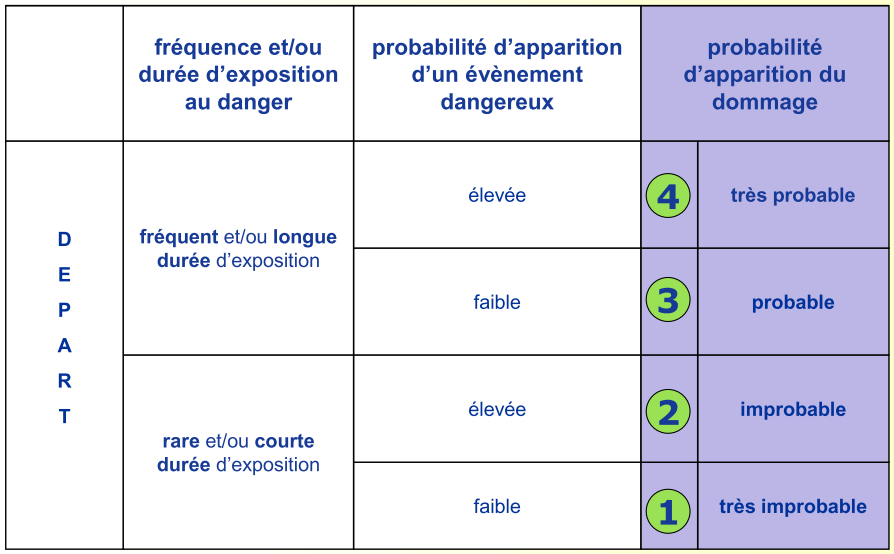 fréquence et/ou
durée d'exposition
au danger
probabilité d'apparition
d'un évènement
dangereux
probabilité
d'apparition du
dommage
D
E
P
A
R
T
fréquent et/ou longue
durée d'exposition
élevée
4
très probable
faible
3
probable
rare et/ou courte
durée d'exposition
élevée
2
improbable
faible
1
très improbable